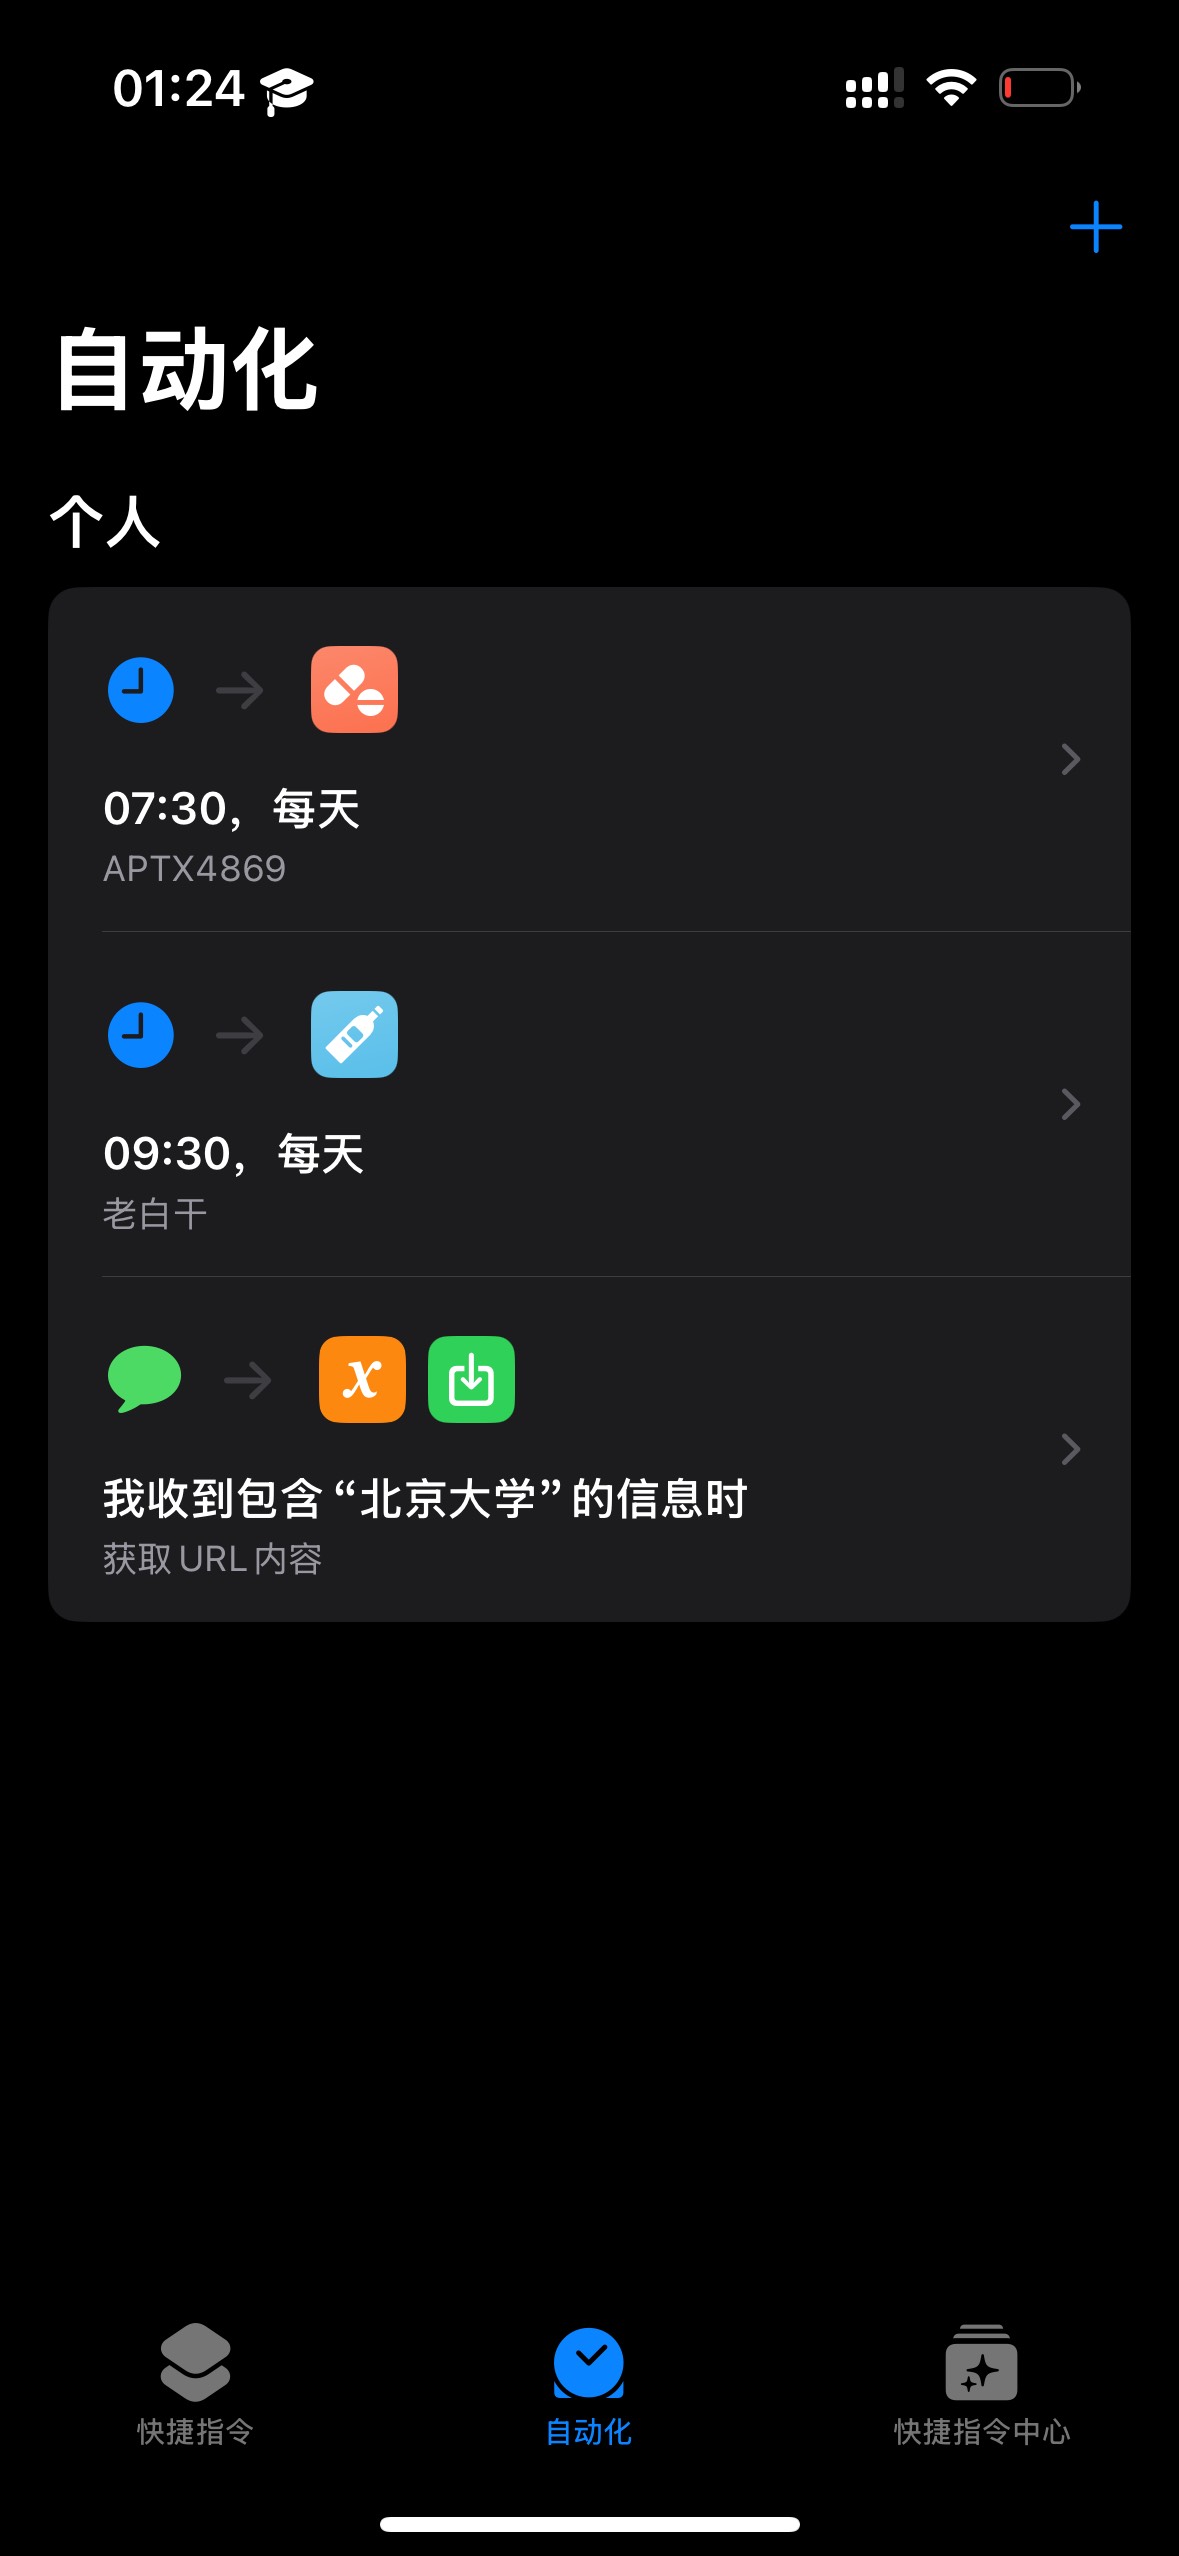 01:24
自动化
个人
07:30，每天
APTX4869
09:30，每天
老白干
x
我收到包含“北京大学”的信息时
获取 URL 内容
快捷指令
自动化
快捷指令中心